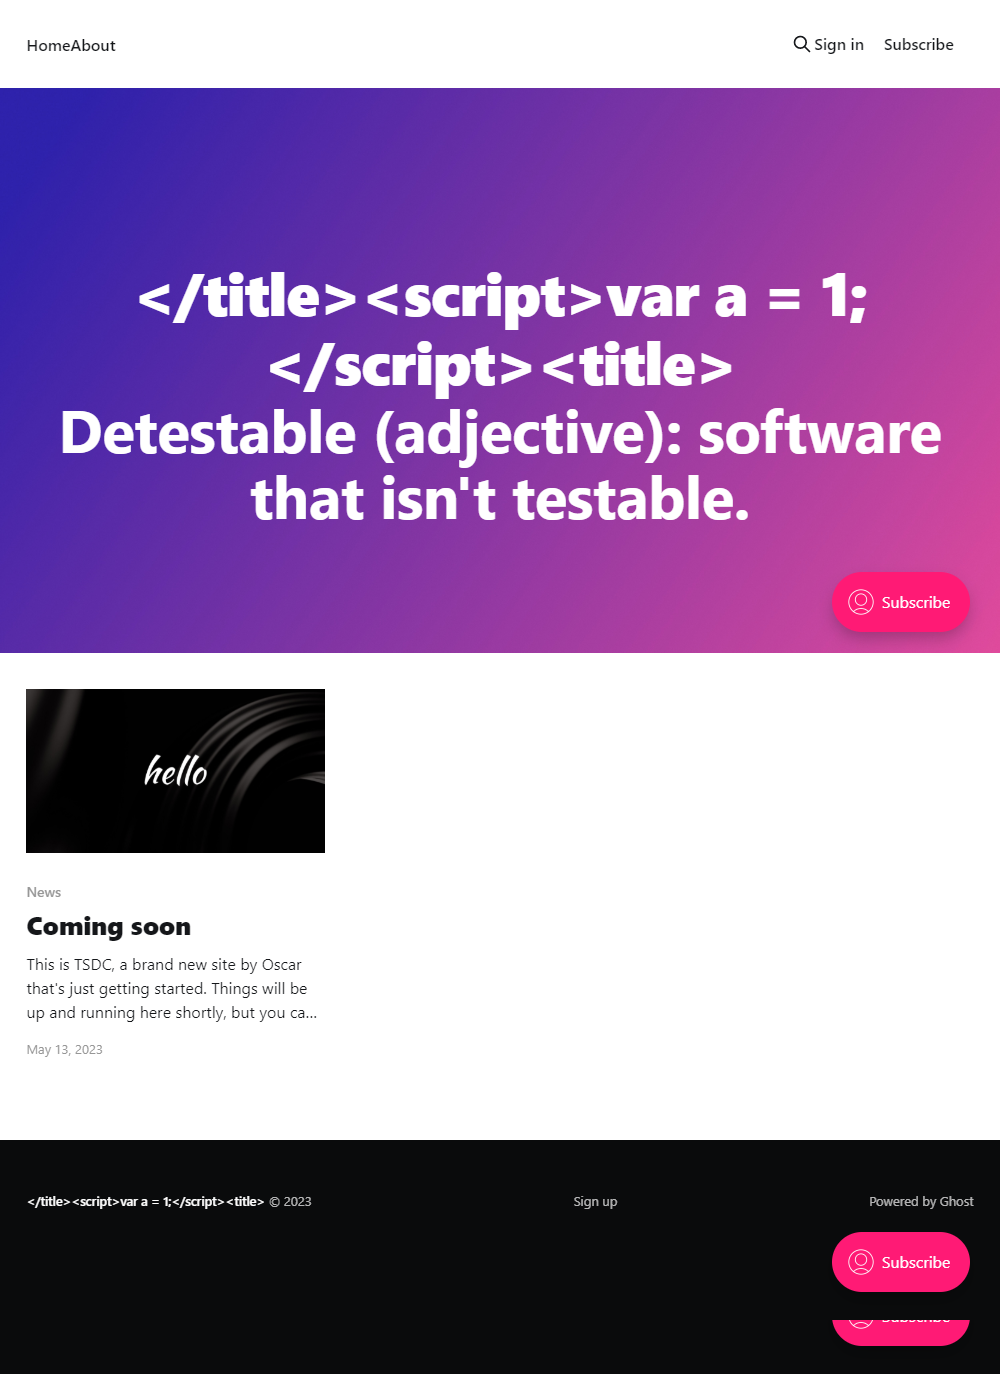 HomeAbout
Sign in Subscribe
</title><script>var a = 1;
</script><title>
Detestable (adjective): software
that isn't testable.
Subscribe
hello
News
Coming soon
This is TSDC, a brand new site by Oscar
that's just getting started. Things will be
up and running here shortly, but you ca...
May 13, 2023
</title><script>var a = 1;</script><title> © 2023
Sign up
Powered by Ghost
Subscribe